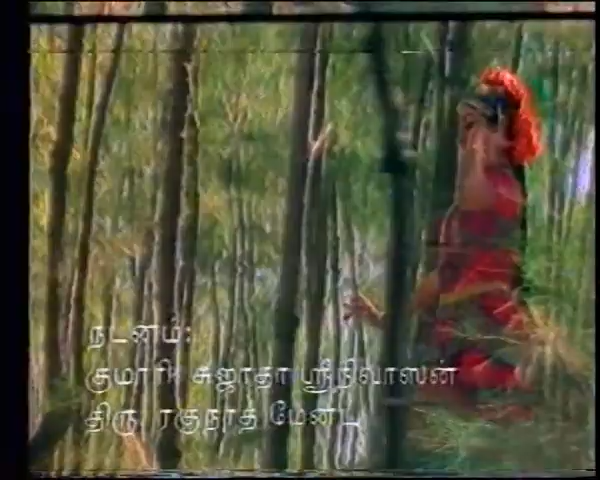 நடனம்:
குமாரி சுஜாதா ஸ்ரீநிவாஸன்
திரு ரகுநாத் மேனன்